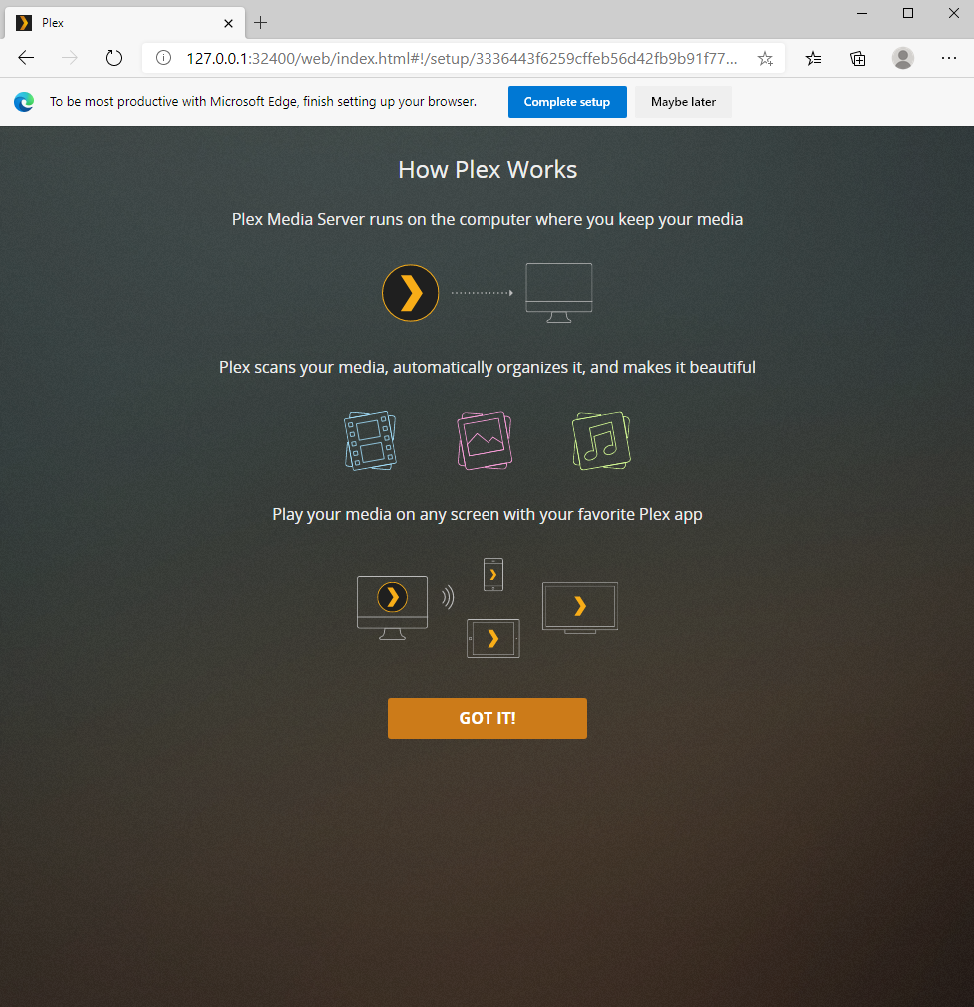 Plex
127.0.0.1:32400/web/index.html#!/setup/3336443f6259cffeb56d42fb9b91f77...
To be most productive with Microsoft Edge, finish setting up your browser.
Complete setup
Maybe later
How Plex Works
Plex Media Server runs on the computer where you keep your media
Plex scans your media, automatically organizes it, and makes it beautiful
Play your media on any screen with your favorite Plex app
GOT IT!